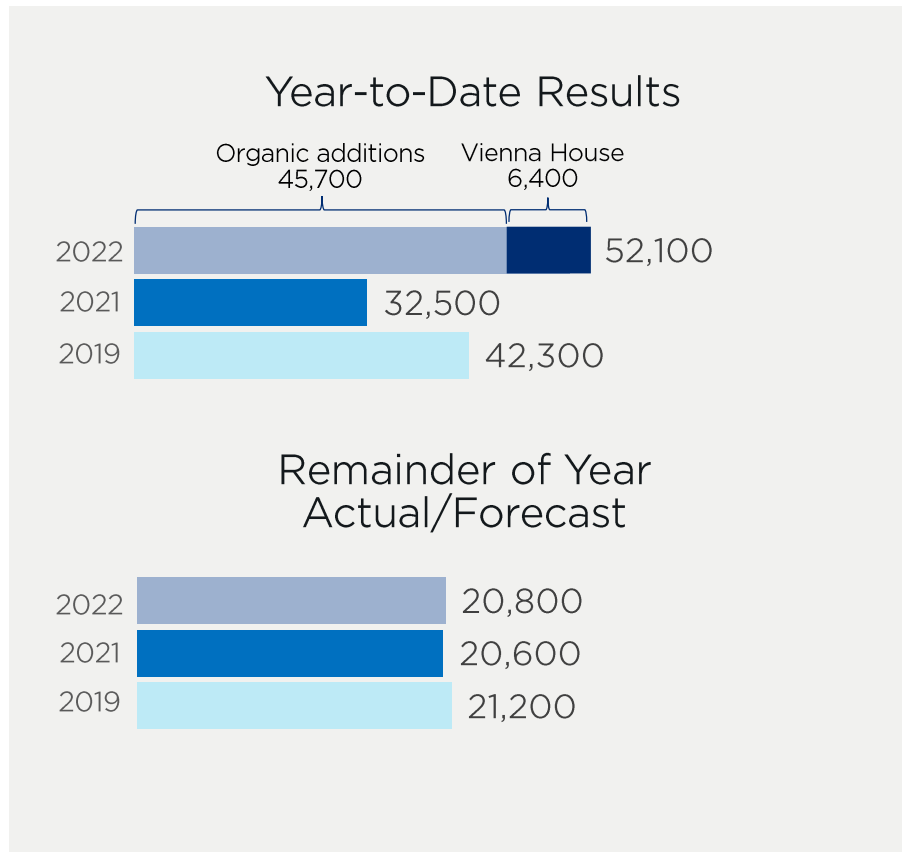 Year-to-Date Results
Organic additions
45,700
Vienna House
6,400
2022
52,100
2021
32,500
2019
42,300
Remainder of Year
Actual/Forecast
2022
20,800
2021
20,600
2019
21,200